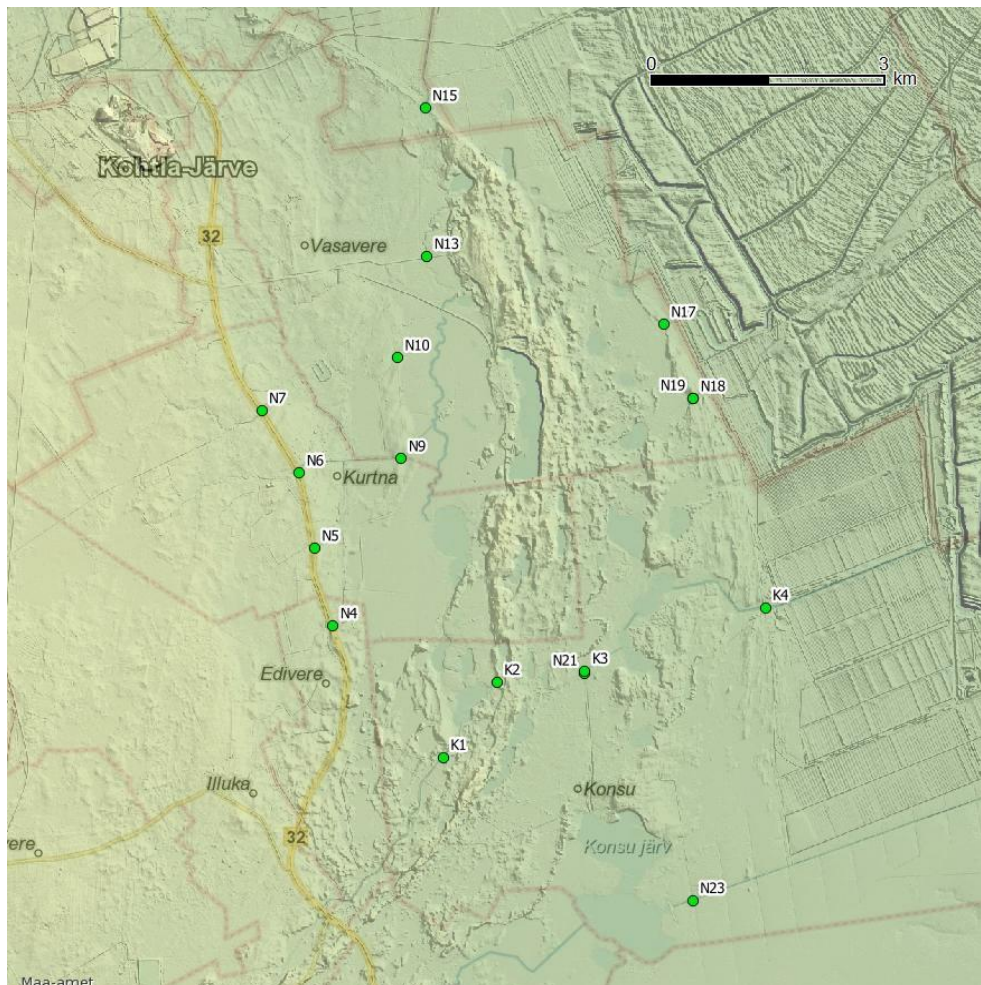 0 3
km
N15
Kohtla-Järve
32
Vasavere
N13
N17
N10
N19 N18
N7
N9
N6
Kurtna
N5
K4
N4
N21 K3
Edivere
K2
K1
Illuka
Konsu
32
Konsu järv
vere
N23
Maa-amet